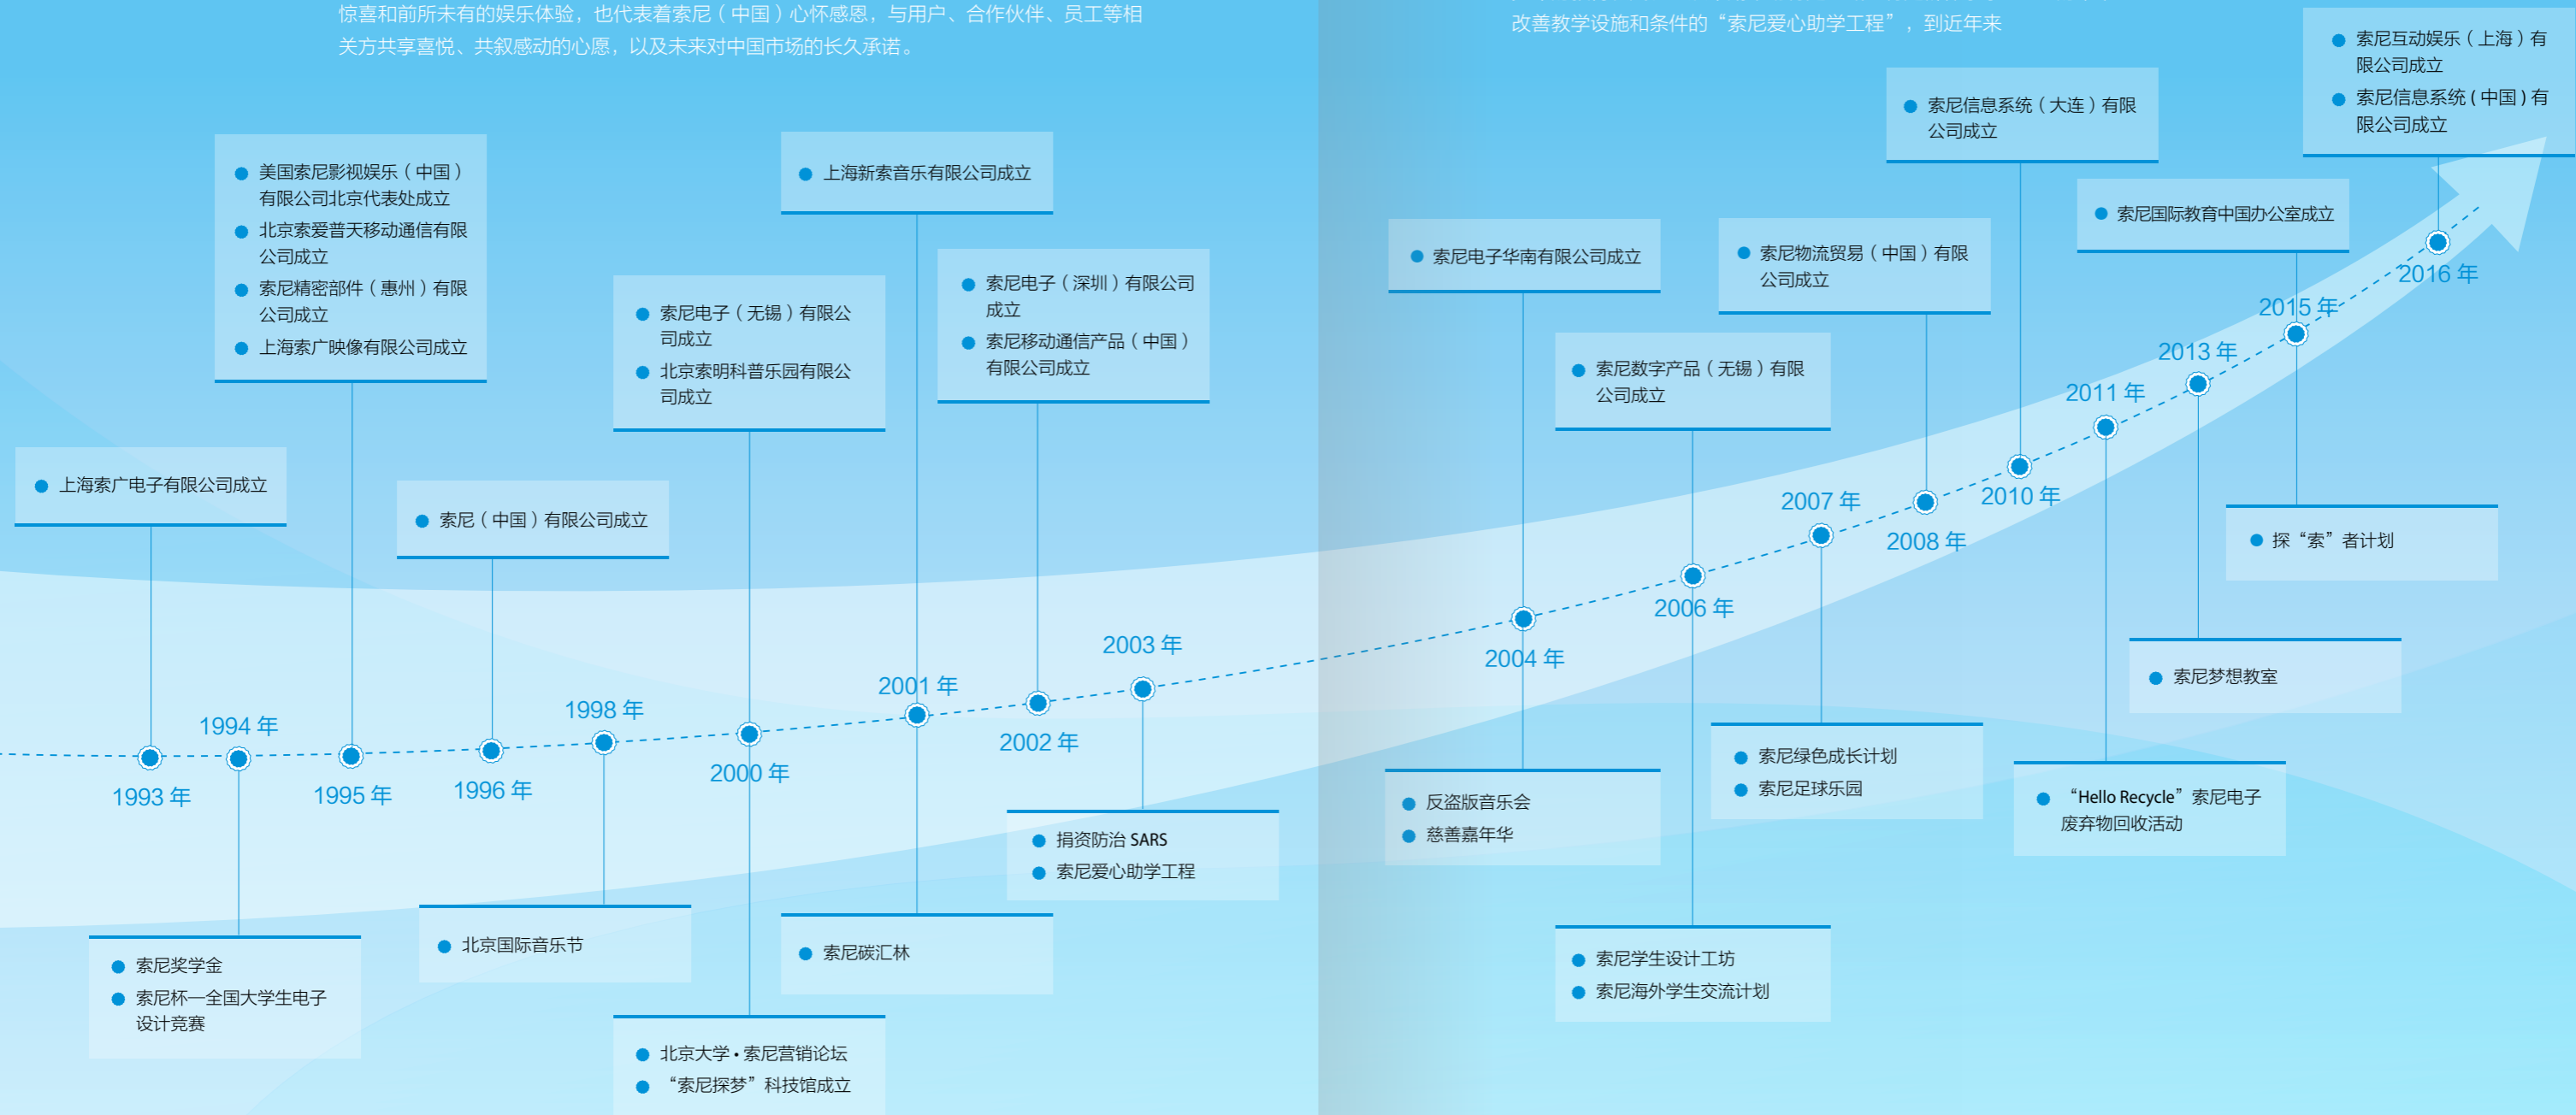 惊喜和前所未有的娱乐体验，也代表着索尼（中国）心怀感恩，与用户、合作伙伴、员工等相
关方共享喜悦、共叙感动的心愿，以及未来对中国市场的长久承诺。
改善教学设施和条件的“索尼爱心助学工程”，到近年来
上海索广电子有限公司成立
1993 年
1994 年
索尼奖学金
索尼杯—全国大学生电子
设计竞赛
美国索尼影视娱乐（中国）
有限公司北京代表处成立
北京索爱普天移动通信有限
公司成立
索尼精密部件（惠州）有限
公司成立
上海索广映像有限公司成立
1995 年
索尼（中国）有限公司成立
1996 年
1998 年
北京国际音乐节
索尼电子（无锡）有限公
司成立
北京索明科普乐园有限公
司成立
2000 年
北京大学 • 索尼营销论坛
“索尼探梦”科技馆成立
上海新索音乐有限公司成立
2001 年
索尼碳汇林
索尼电子（深圳）有限公司
成立
索尼移动通信产品（中国）
有限公司成立
2002 年
2003 年
捐资防治 SARS
索尼爱心助学工程
索尼电子华南有限公司成立
2004 年
反盗版音乐会
慈善嘉年华
索尼数字产品（无锡）有限
公司成立
2006 年
索尼学生设计工坊
索尼海外学生交流计划
2007 年
索尼绿色成长计划
索尼足球乐园
索尼物流贸易（中国）有限
公司成立
2008 年
索尼信息系统（大连）有限
公司成立
2010 年
2011 年
“Hello Recycle”索尼电子
废弃物回收活动
2013 年
索尼梦想教室
索尼国际教育中国办公室成立
2015 年
探“索”者计划
索尼互动娱乐（上海）有
限公司成立
索尼信息系统 ( 中国 ) 有
限公司成立
2016 年